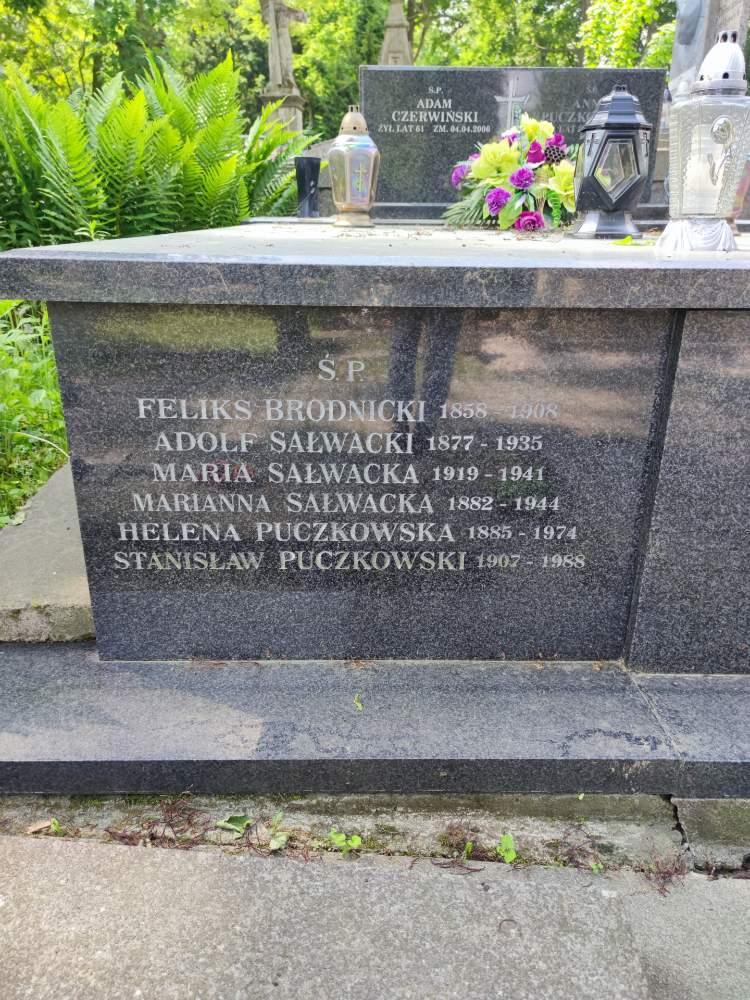 Ś.P.
ADAM
CZERWIŃSKI
ŻYŁ LAT 61 ZM. 04.04.2006
Ś.P.
FELIKS BRODNICKI 1858 - 1908
ADOLF SAŁWACKI 1877 - 1935
MARIA SAŁWACKA 1919 - 1941
MARIANNA SAŁWACKA 1882 - 1944
HELENA PUCZKOWSKA 1885 - 1974
STANISŁAW PUCZKOWSKI 1907 - 1988